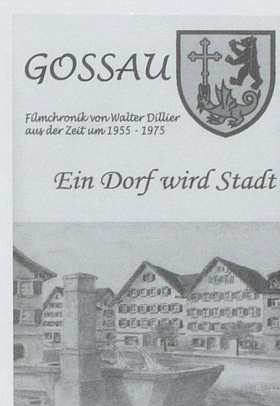 GOSSAU
Filmchronik von Walter Dillier
aus der Zeit um 1955 - 1975
Ein Dorf wird Stadt